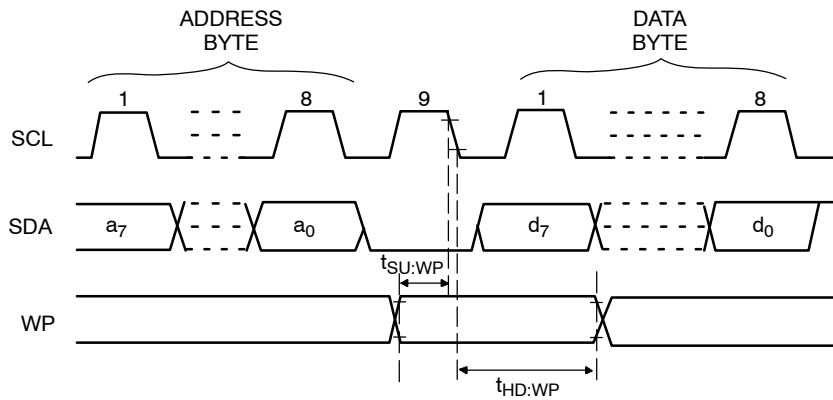 ADDRESS
BYTE
DATA
BYTE
1
8
9
1
8
SCL
SDA
a7
a0
d7
d0
tSU:WP
WP
tHD:WP